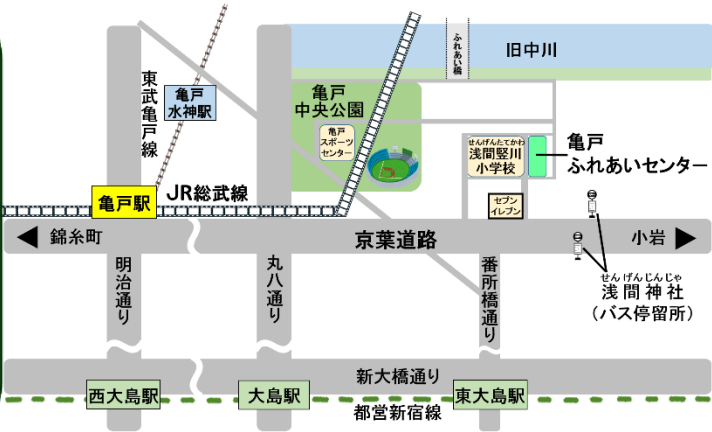 旧中川
ふれあい橋
東武亀戸線
亀戸
水神駅
亀戸
中央公園
亀戸
スポーツ
センター
せんげんたてかわ
浅間竪川
小学校
亀戸
ふれあいセンター
亀戸駅
JR総武線
セブン
イレブン
錦糸町
京葉道路
小岩
せんげんじんじゃ
浅間神社
(バス停留所)
明治通り
丸八通り
番所橋通り
新大橋通り
西大島駅
大島駅
東大島駅
都営新宿線